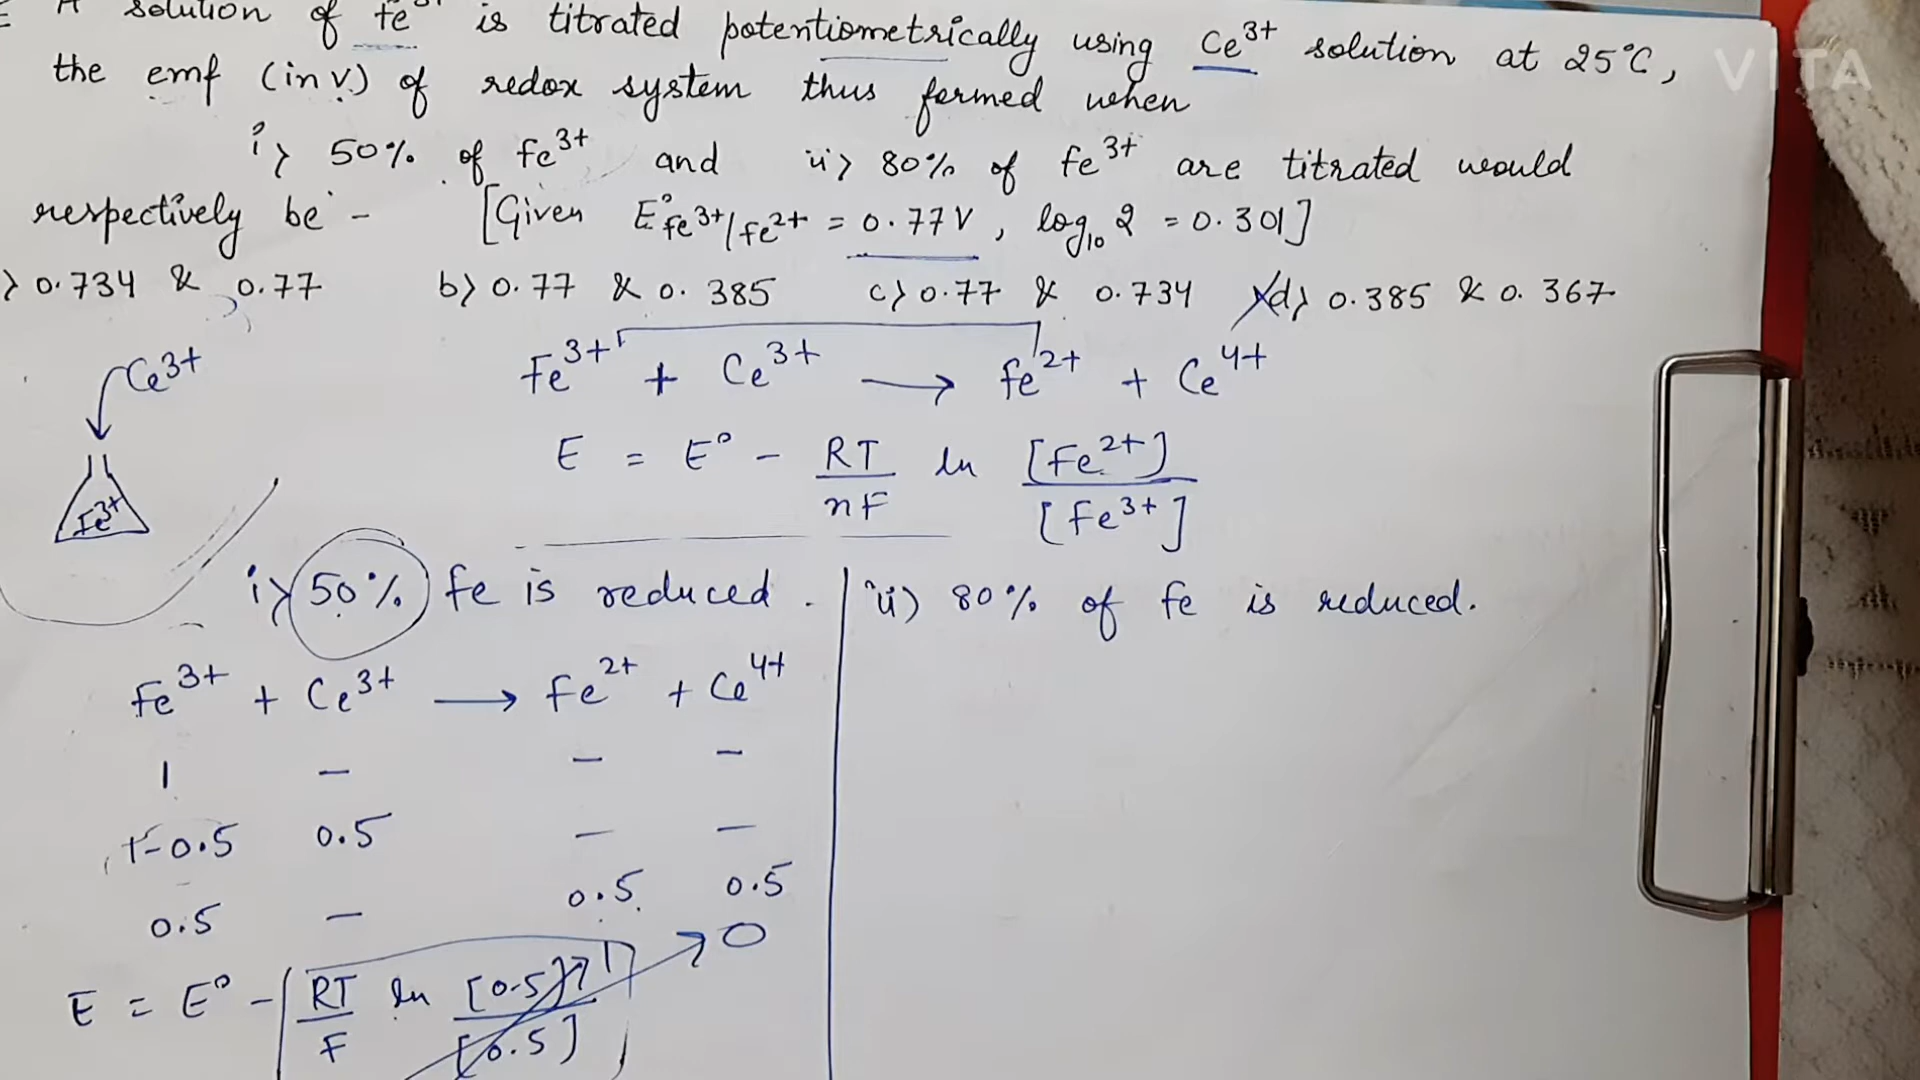 A solution of Fe³⁺ is titrated potentiometrically using Ce³⁺ solution at 25°C,
the emf (in V.) of redox system thus formed when
i> 50% of Fe³⁺ and ii> 80% of Fe³⁺ are titrated would
respectively be - [Given E°Fe³⁺/Fe²⁺ = 0.77V, log₁₀ 2 = 0.301]
> 0.734 & 0.77 b> 0.77 & 0.385 c> 0.77 & 0.734 d> 0.385 & 0.367
VITA
Ce³⁺
Fe³⁺ + Ce³⁺ ⟶ Fe²⁺ + Ce⁴⁺
E = E° - RT/nF ln [Fe²⁺]/[Fe³⁺]
Fe³⁺
i> 50% Fe is reduced.
ii) 80% of Fe is reduced.
Fe³⁺ + Ce³⁺ ⟶ Fe²⁺ + Ce⁴⁺
1 - - -
1-0.5 0.5 - -
0.5 - 0.5 0.5
E = E° - RT/F ln [0.5]/[0.5] → 1 → 0